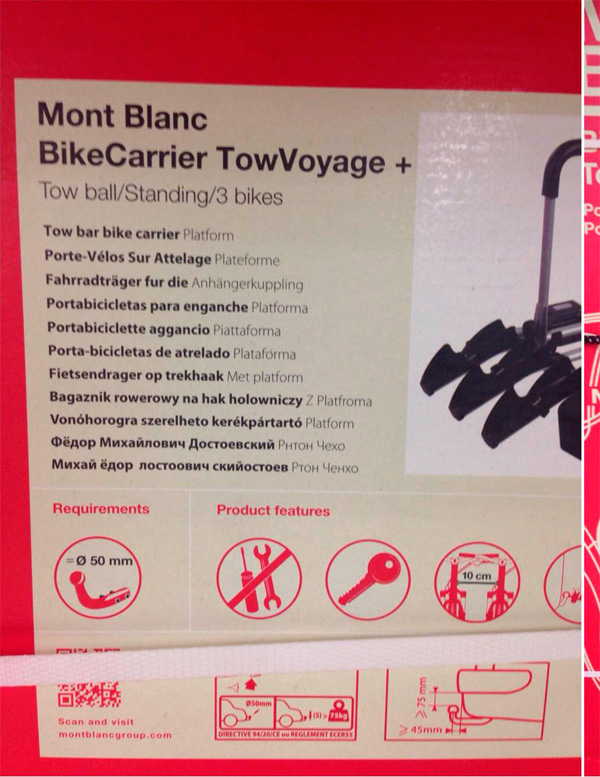 Mont Blanc
BikeCarrier TowVoyage +
Tow ball/Standing/3 bikes
Tow bar bike carrier Platform
Porte-Vélos Sur Attelage Plateforme
Fahrradträger fur die Anhängerkuppling
Portabicicletas para enganche Platforma
Portabiciclette aggancio Piattaforma
Porta-bicicletas de atrelado Plataforma
Fietsendrager op trekhaak Met platform
Bagaznik rowerowy na hak holowniczy Z Platfroma
Vonóhorogra szerelheto kerékpártartó Platform
Фёдор Михайлович Достоевский Рнтон Чехо
Михай ёдор лостоович скийостоев Ртон Ченхо
Requirements
Product features
= Ø 50 mm
10 cm
Scan and visit
montblancgroup.com
Ø50mm
(S) > 75kg
DIRECTIVE 94/20/CE ou REGLEMENT ECER55
≥ 75 mm
≥ 45mm